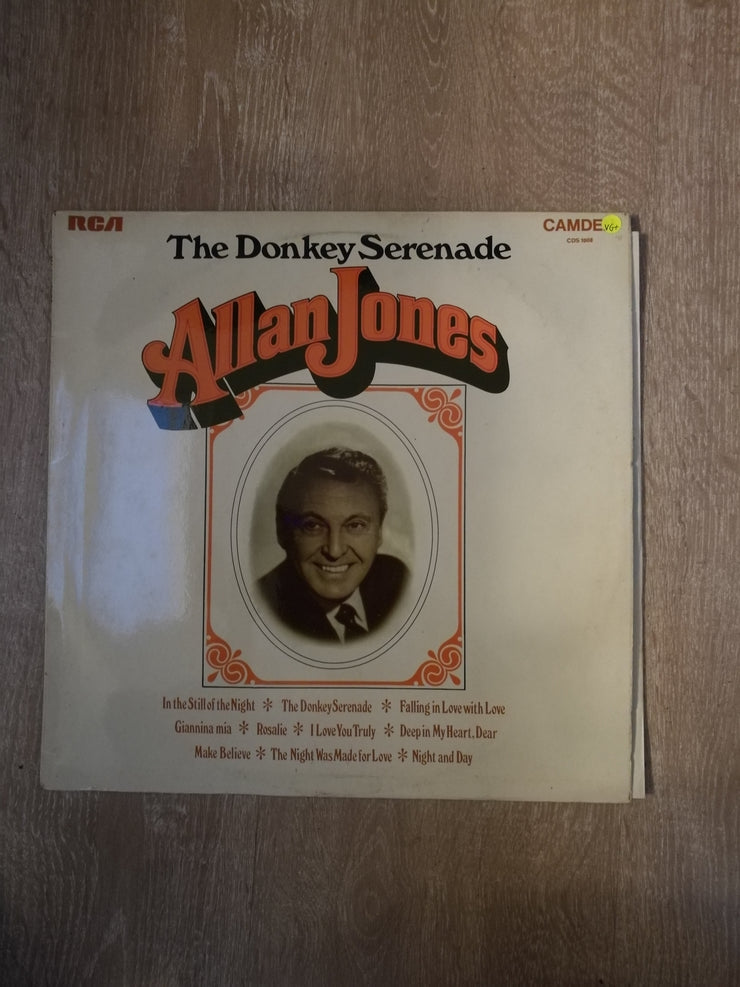 RCA
CAMDE
VG+
CDS 1088
The Donkey Serenade
Allan Jones
In the Still of the Night * The Donkey Serenade * Falling in Love with Love
Giannina mia * Rosalie * I Love You Truly * Deep in My Heart, Dear
Make Believe * The Night Was Made for Love * Night and Day